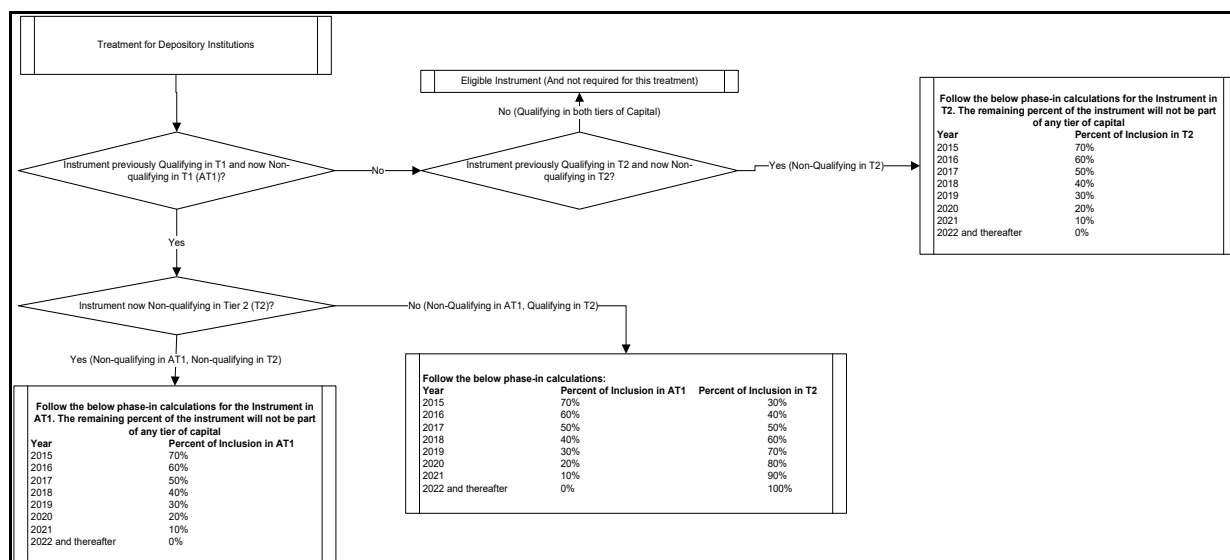 Treatment for Depository Institutions
Eligible Instrument (And not required for this treatment)
No (Qualifying in both tiers of Capital)
Instrument previously Qualifying in T1 and now Non-
qualifying in T1 (AT1)?
No
Instrument previously Qualifying in T2 and now Non-
qualifying in T2?
Yes (Non-Qualifying in T2)
Follow the below phase-in calculations for the Instrument in
T2. The remaining percent of the instrument will not be part
of any tier of capital
Year Percent of Inclusion in T2
2015 70%
2016 60%
2017 50%
2018 40%
2019 30%
2020 20%
2021 10%
2022 and thereafter 0%
Yes
Instrument now Non-qualifying in Tier 2 (T2)?
No (Non-Qualifying in AT1, Qualifying in T2)
Yes (Non-qualifying in AT1, Non-qualifying in T2)
Follow the below phase-in calculations for the Instrument in
AT1. The remaining percent of the instrument will not be part
of any tier of capital
Year Percent of Inclusion in AT1
2015 70%
2016 60%
2017 50%
2018 40%
2019 30%
2020 20%
2021 10%
2022 and thereafter 0%
Follow the below phase-in calculations:
Year Percent of Inclusion in AT1 Percent of Inclusion in T2
2015 70% 30%
2016 60% 40%
2017 50% 50%
2018 40% 60%
2019 30% 70%
2020 20% 80%
2021 10% 90%
2022 and thereafter 0% 100%